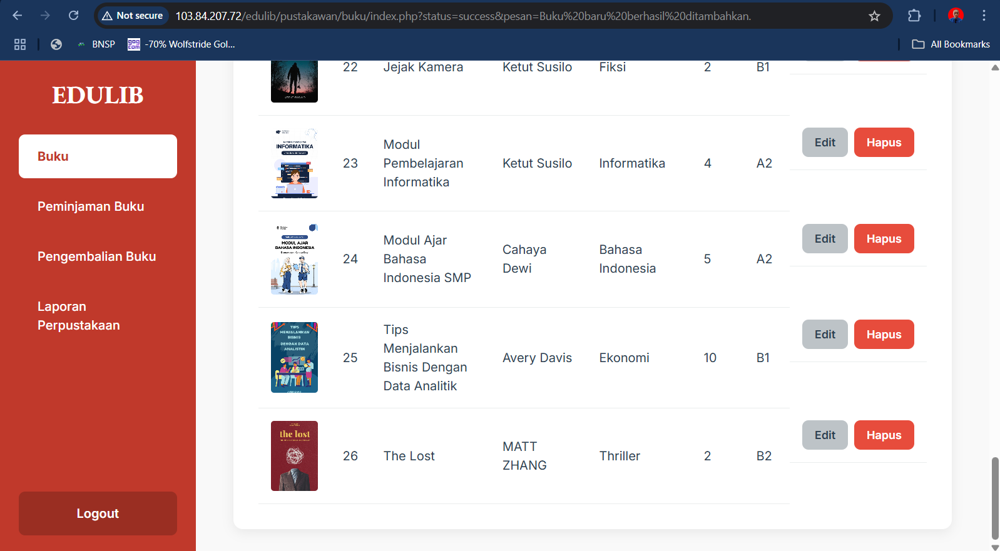 Not secure 103.84.207.72/edulib/pustakawan/buku/index.php?status=success&pesan=Buku%20baru%20berhasil%20ditambahkan.
BNSP
gog com
-70% Wolfstride Gol...
All Bookmarks
EDULIB
Buku
Peminjaman Buku
Pengembalian Buku
Laporan
Perpustakaan
Logout
KETUT SUSILO
22 Jejak Kamera Ketut Susilo Fiksi 2 B1
INFORMATIKA
23
Modul
Pembelajaran
Informatika
Ketut Susilo
Informatika
4
A2
Edit
Hapus
MODUL AJAR
BAHASA INDONESIA
24
Modul Ajar
Bahasa
Indonesia SMP
Cahaya
Dewi
Bahasa
Indonesia
5
A2
Edit
Hapus
TIPS
MENJALANKAN
BISNIS
DENGAN DATA
ANALISTIK
25
Tips
Menjalankan
Bisnis Dengan
Data Analitik
Avery Davis
Ekonomi
10
B1
Edit
Hapus
the lost
26
The Lost
MATT
ZHANG
Thriller
2
B2
Edit
Hapus